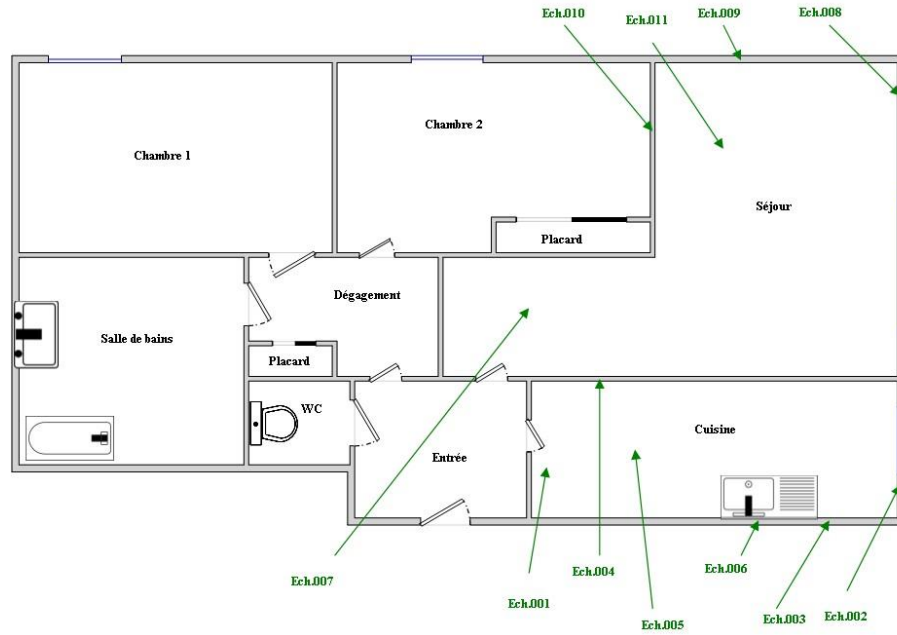 Ech.010
Ech.011
Ech.009
Ech.008
Chambre 2
Chambre 1
Séjour
Placard
Dégagement
Salle de bains
Placard
WC
Cuisine
Entrée
Ech.007
Ech.004
Ech.006
Ech.001
Ech.005
Ech.003
Ech.002